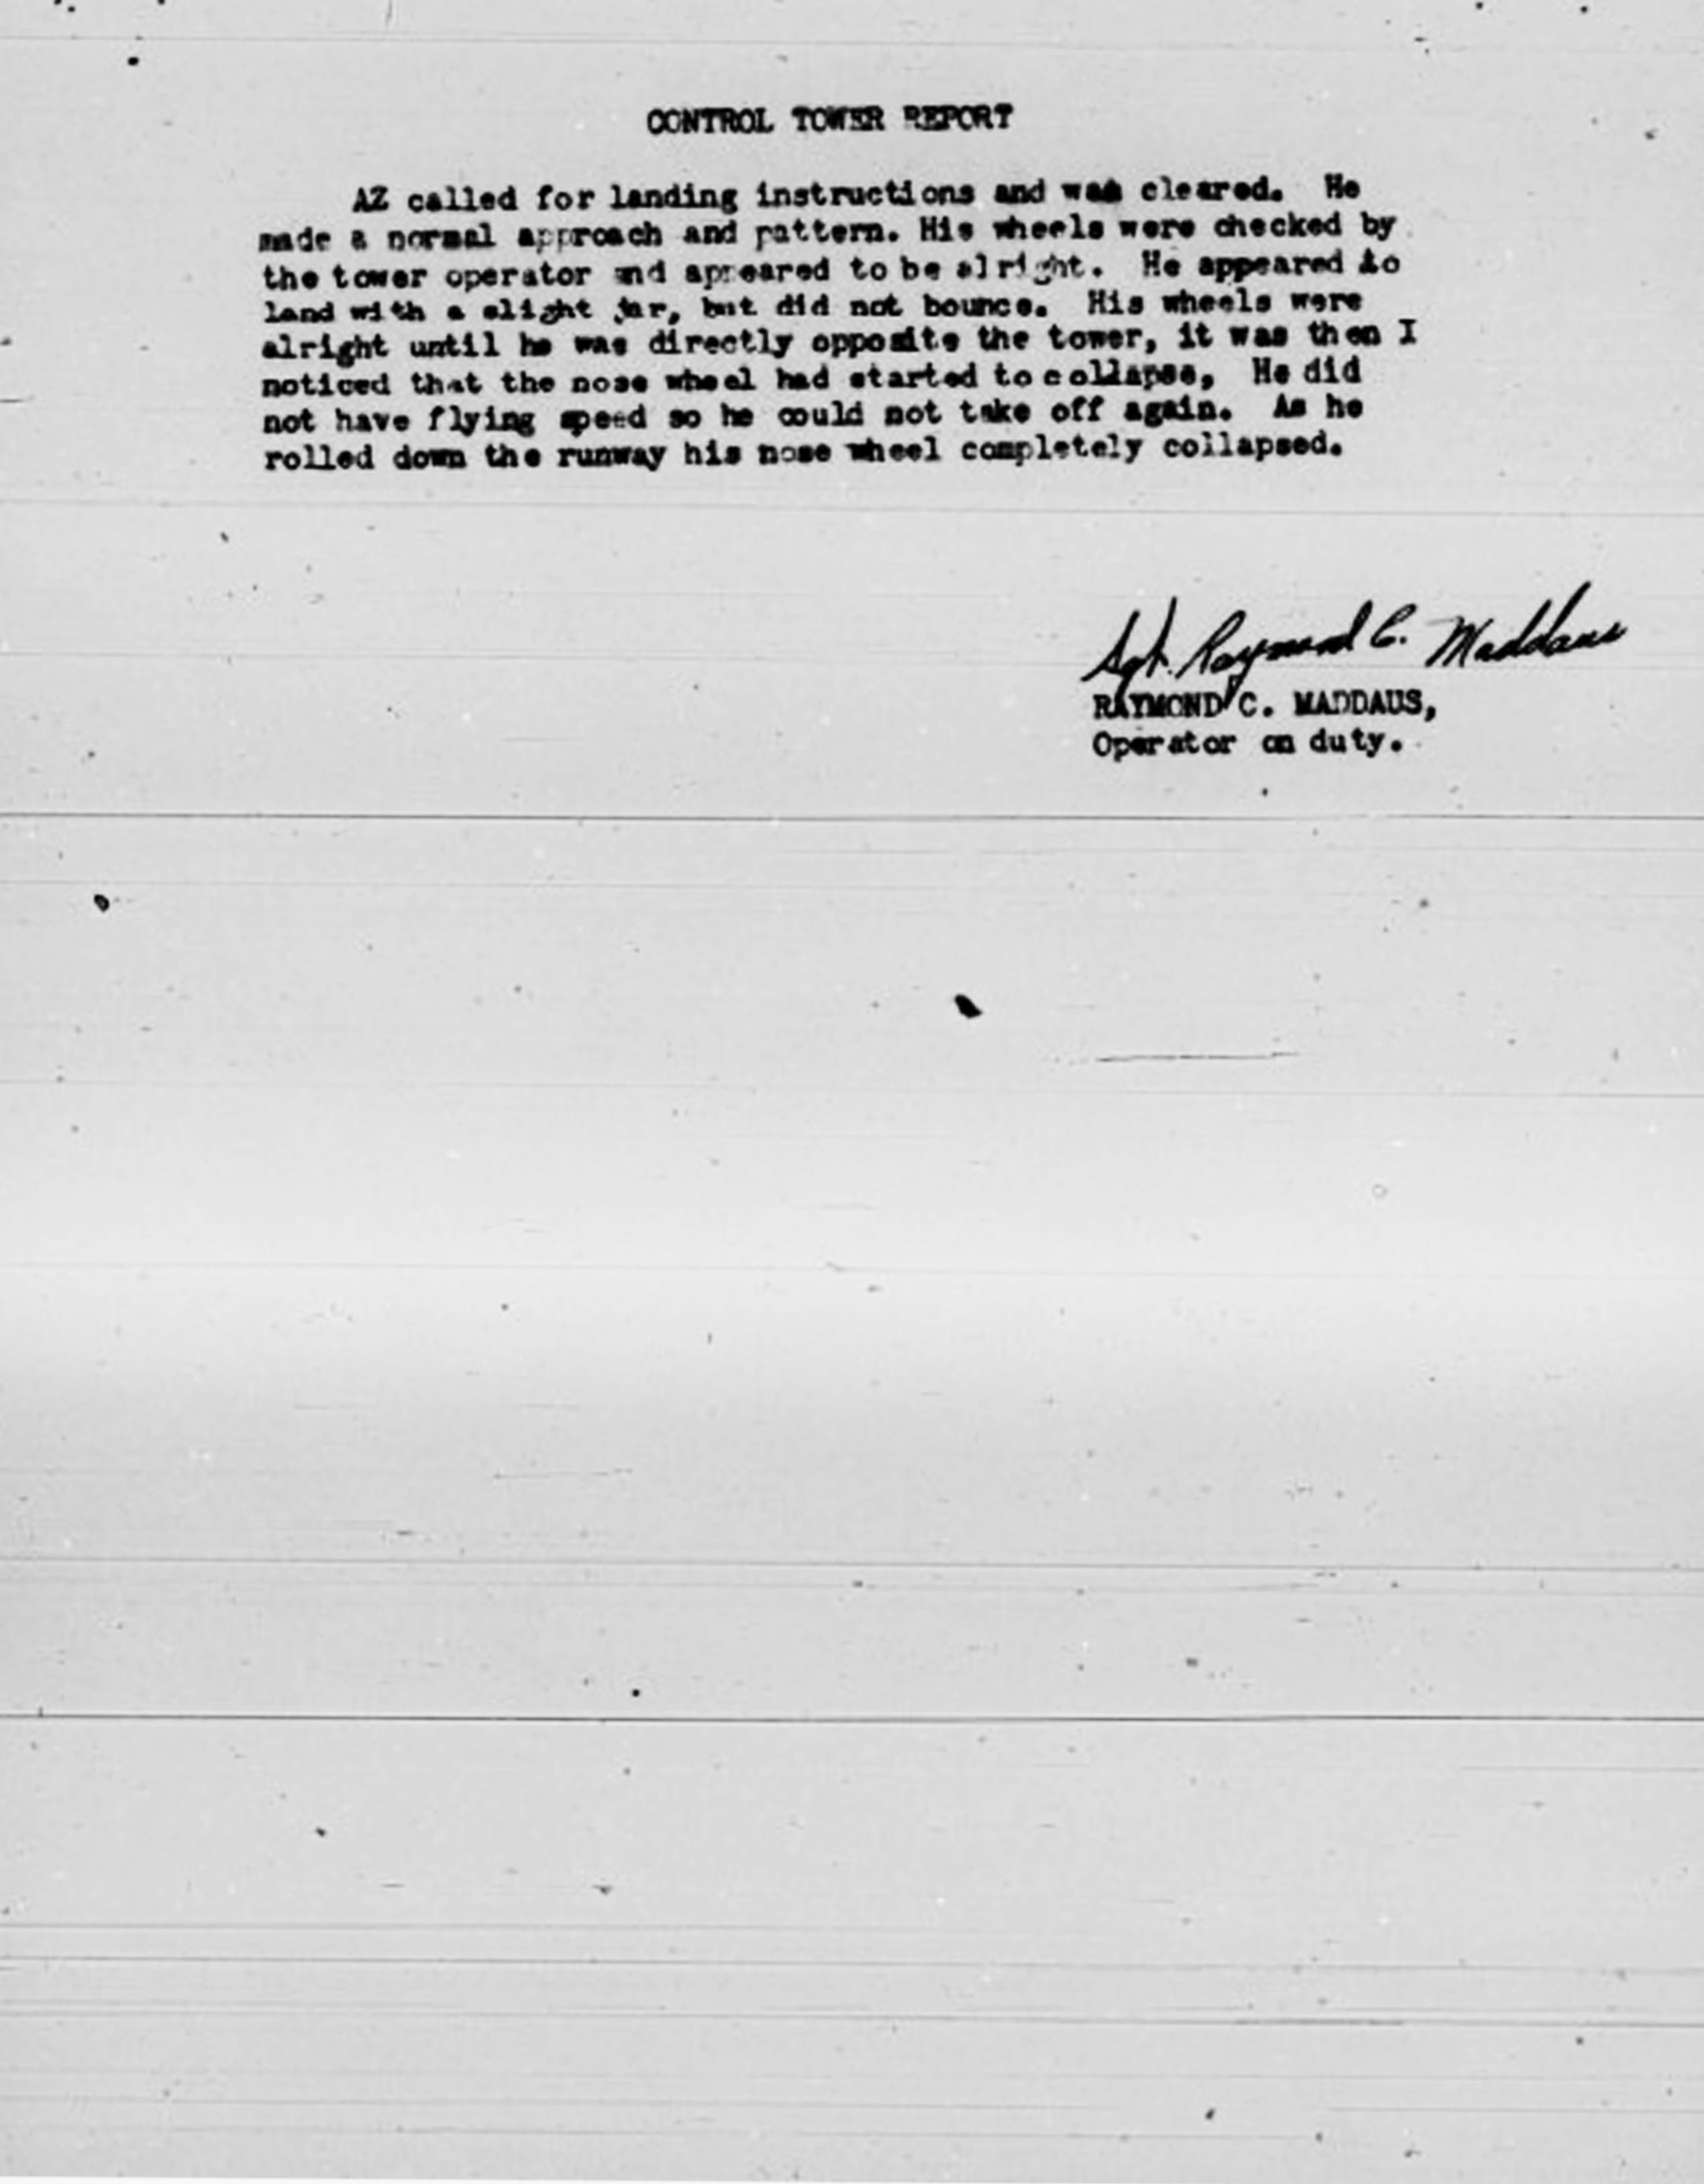 CONTROL TOWER REPORT
AZ called for landing instructions and was cleared. He
made a normal approach and pattern. His wheels were checked by
the tower operator and appeared to be alright. He appeared to
land with a slight jar, but did not bounce. His wheels were
alright until he was directly opposite the tower, it was then I
noticed that the nose wheel had started to collapse, He did
not have flying speed so he could not take off again. As he
rolled down the runway his nose wheel completely collapsed.
Sgt. Raymond C. Maddaus
RAYMOND C. MADDAUS,
Operator on duty.